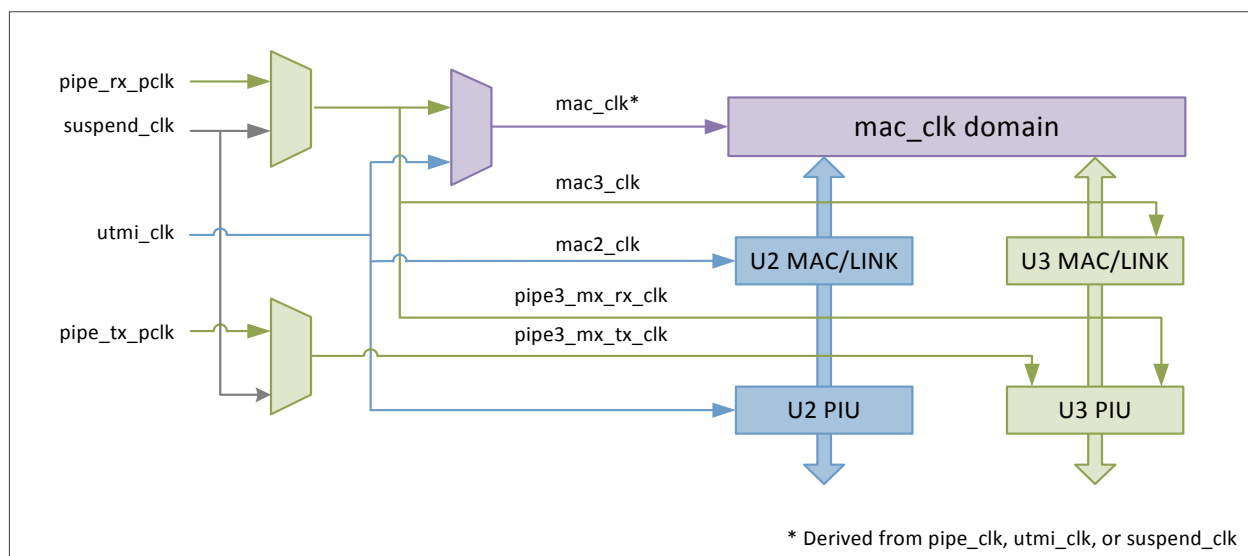 pipe_rx_pclk
suspend_clk
mac_clk*
mac_clk domain
mac3_clk
utmi_clk
mac2_clk
U2 MAC/LINK
U3 MAC/LINK
pipe3_mx_rx_clk
pipe_tx_pclk
pipe3_mx_tx_clk
U2 PIU
U3 PIU
* Derived from pipe_clk, utmi_clk, or suspend_clk